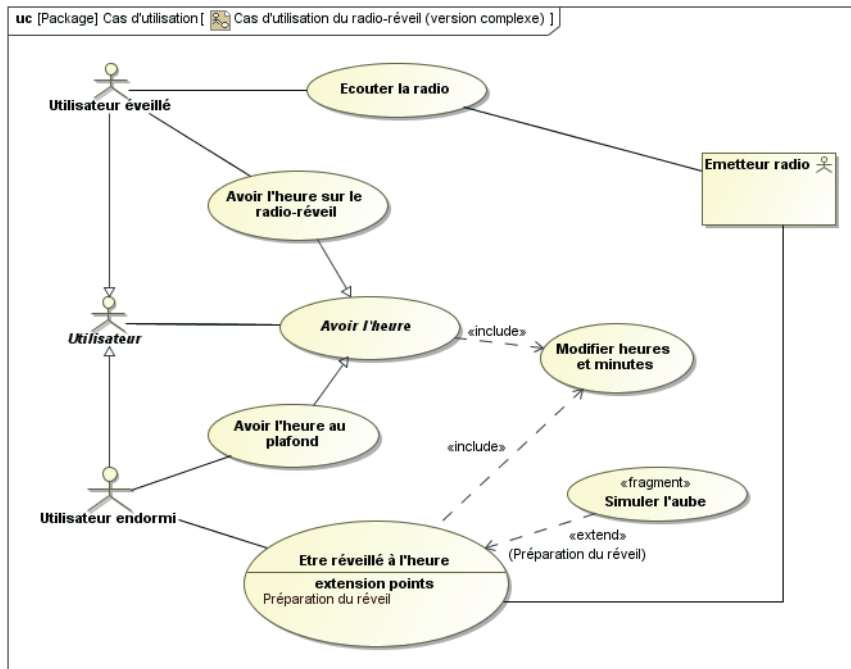 uc [Package] Cas d'utilisation [ Cas d'utilisation du radio-réveil (version complexe) ]
Utilisateur éveillé
Ecouter la radio
Emetteur radio
Avoir l'heure sur le
radio-réveil
Utilisateur
Avoir l'heure
«include»
Modifier heures
et minutes
Avoir l'heure au
plafond
«include»
«fragment»
Simuler l'aube
Utilisateur endormi
«extend»
(Préparation du réveil)
Etre réveillé à l'heure
extension points
Préparation du réveil